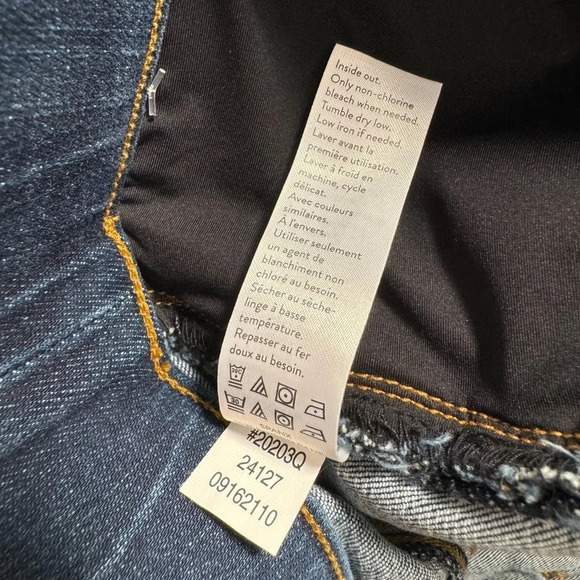 Inside out.
Only non-chlorine
bleach when needed.
Tumble dry low.
Low iron if needed.
Laver avant la
première utilisation.
Laver à froid en
machine, cycle
délicat.
Avec couleurs
similaires.
À l'envers.
Utiliser seulement
un agent de
blanchiment non
chloré au besoin.
Sécher au sèche-
linge à basse
température.
Repasser au fer
doux au besoin.
30
SPANX
#20203Q
24127
09162110